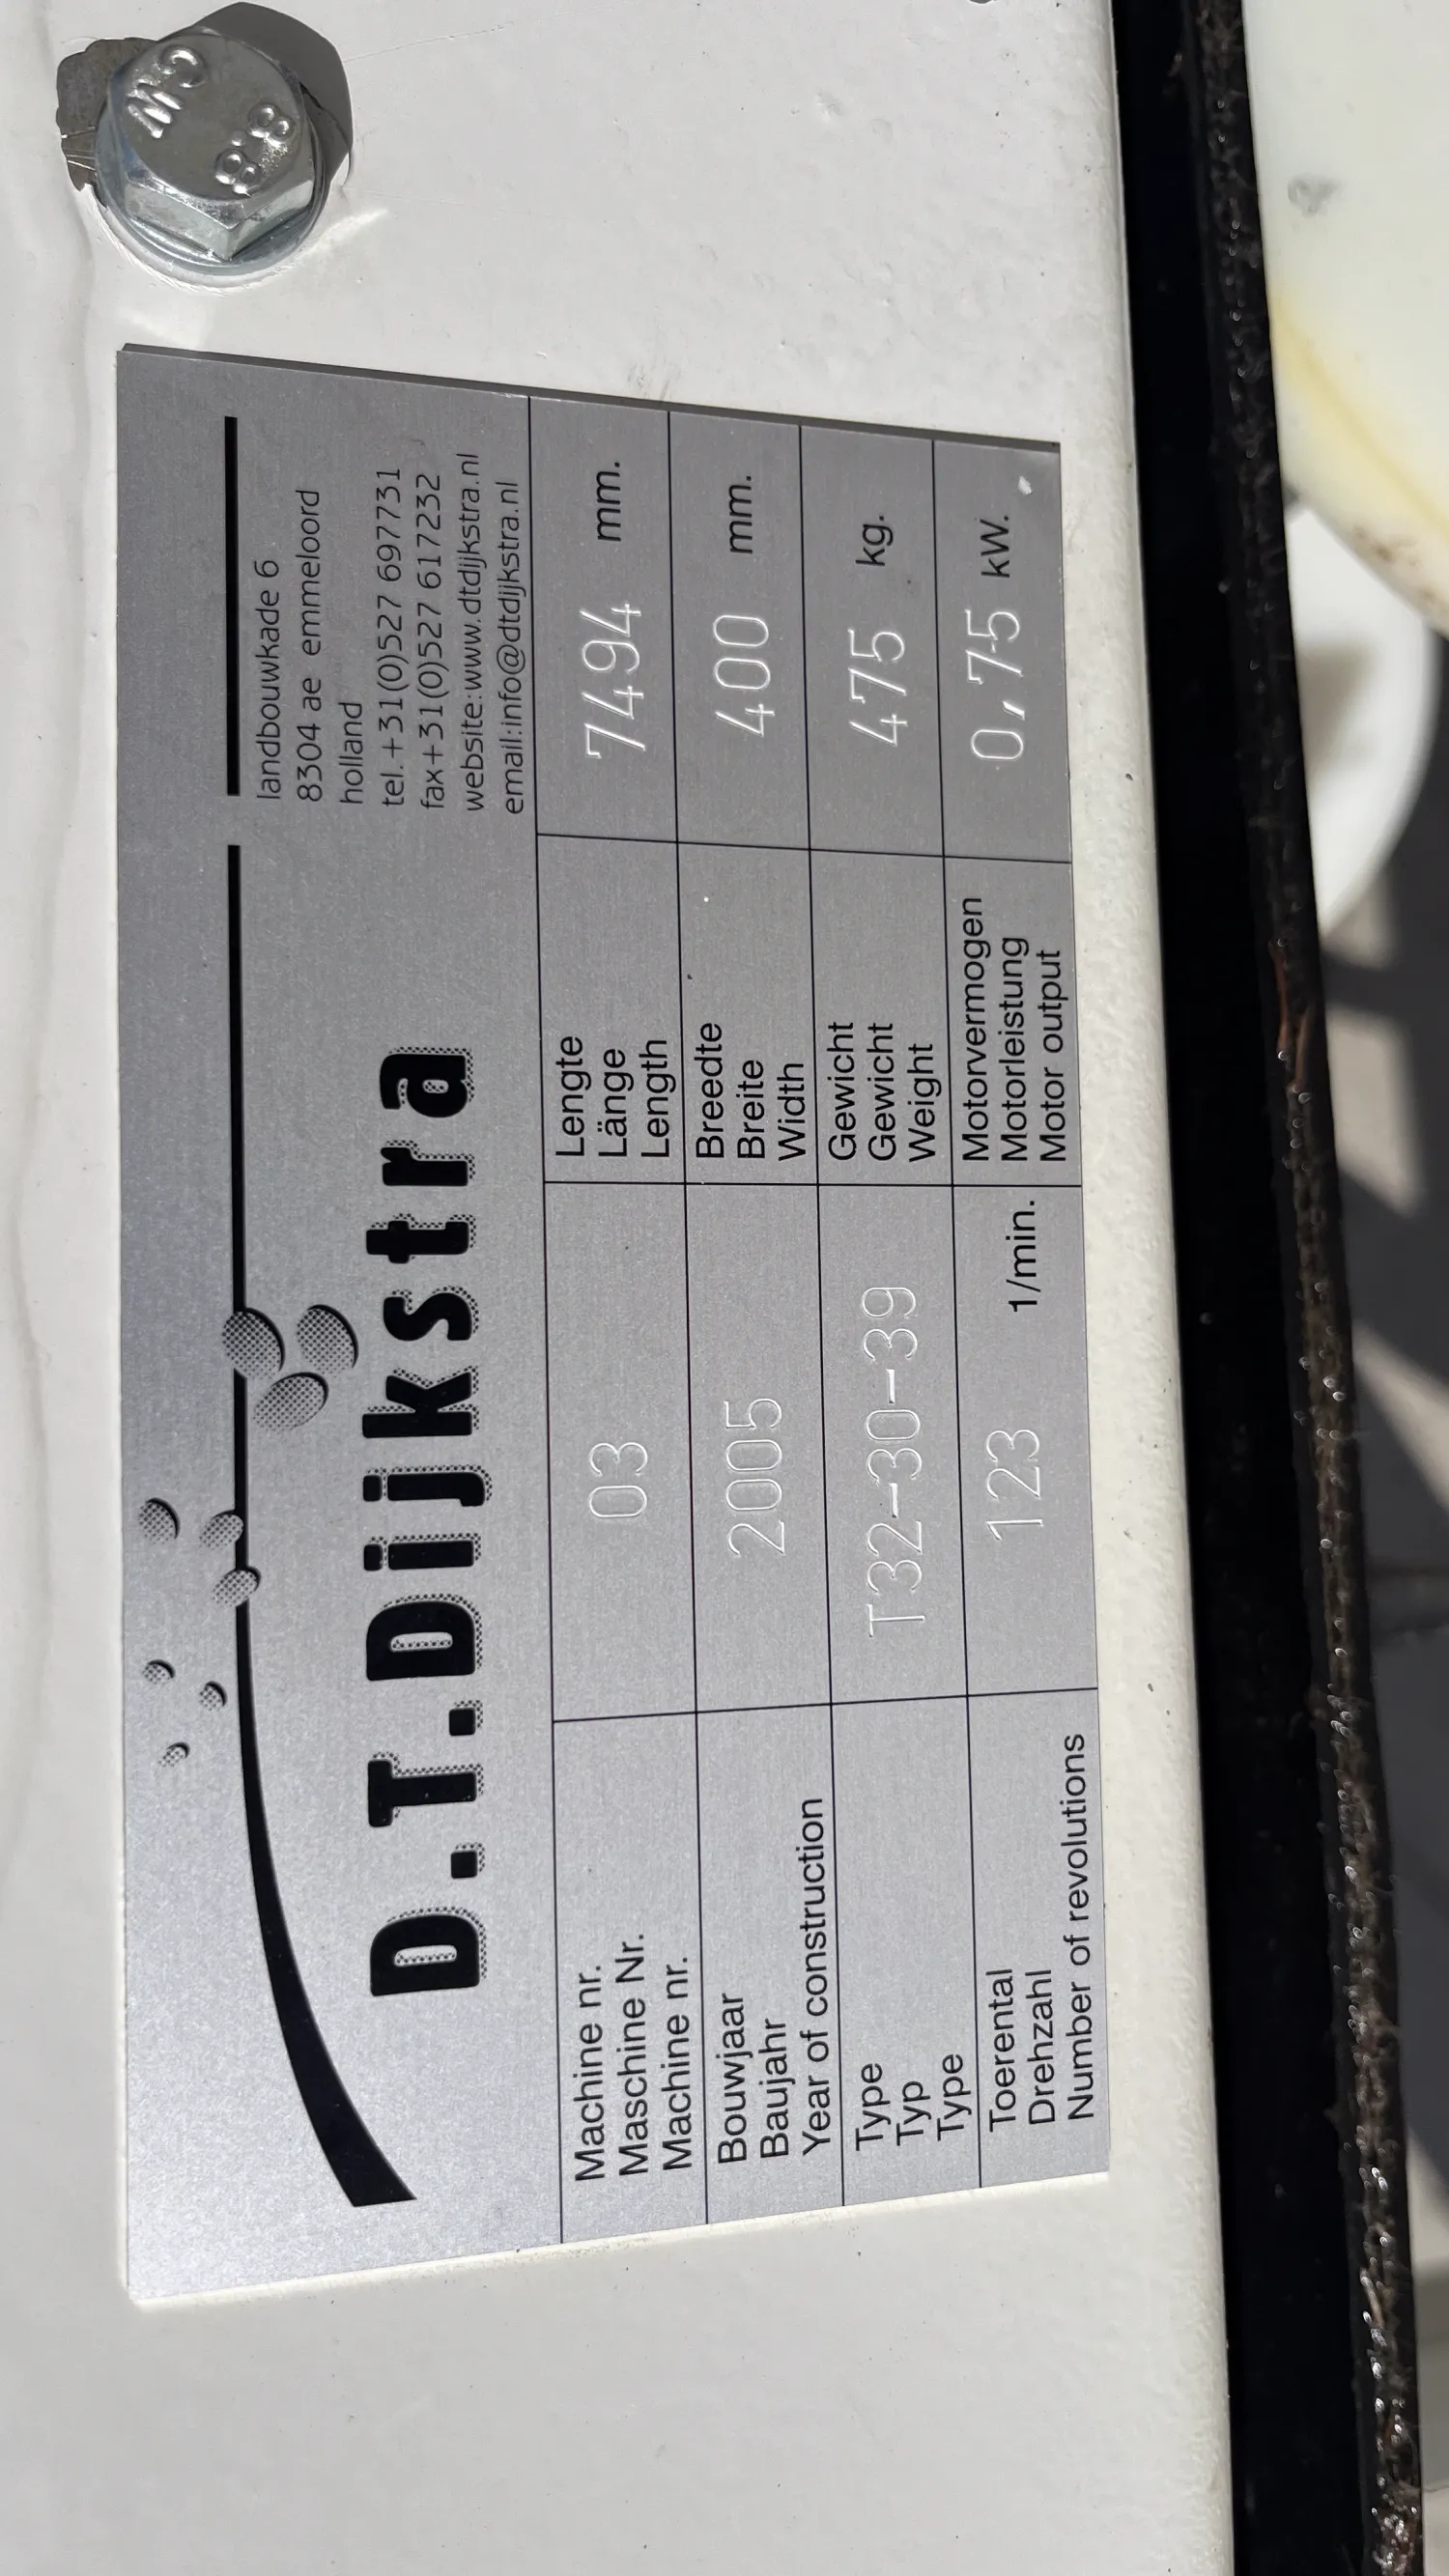 CW
8.8
D.T.Dijkstra
landbouwkade 6
8304 ae emmeloord
holland
tel.+31(0)527 697731
fax+31(0)527 617232
website:www.dtdijkstra.nl
email:info@dtdijkstra.nl
Machine nr.
Maschine Nr.
Machine nr.
03
Lengte
Länge
Length
7494 mm.
Bouwjaar
Baujahr
Year of construction
2005
Breedte
Breite
Width
400 mm.
Type
Typ
Type
T32-30-39
Gewicht
Gewicht
Weight
475 kg.
Toerental
Drehzahl
Number of revolutions
123 1/min.
Motorvermogen
Motorleistung
Motor output
0,75 kW.